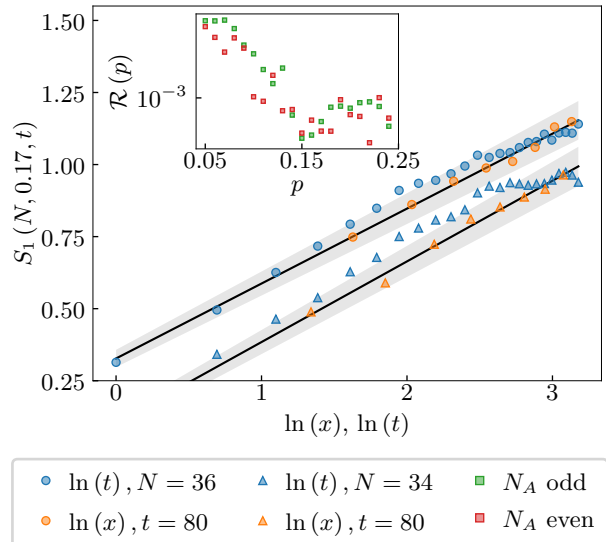 1.50
1.25
1.00
0.75
0.50
0.25
S₁ (N, 0.17, t)
R (p)
10⁻³
0.05 0.15 0.25
p
0 1 2 3
ln (x), ln (t)
ln (t), N = 36 ln (t), N = 34 N_A odd
ln (x), t = 80 ln (x), t = 80 N_A even